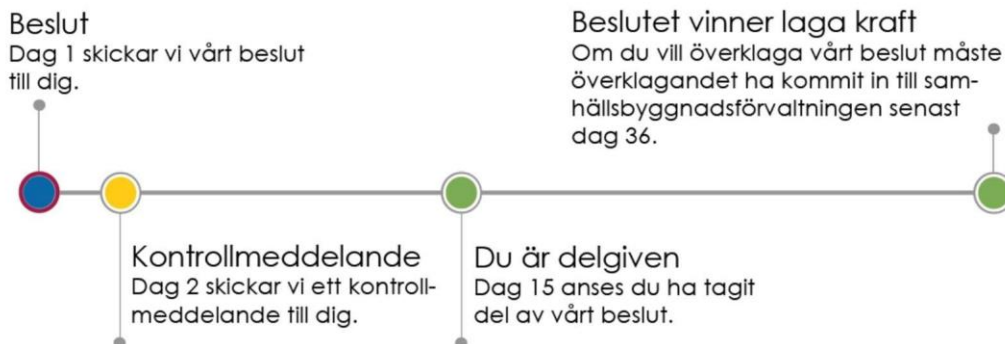 Beslut
Dag 1 skickar vi vårt beslut
till dig.
Beslutet vinner laga kraft
Om du vill överklaga vårt beslut måste
överklagandet ha kommit in till sam-
hällsbyggnadsförvaltningen senast
dag 36.
Kontrollmeddelande
Dag 2 skickar vi ett kontroll-
meddelande till dig.
Du är delgiven
Dag 15 anses du ha tagit
del av vårt beslut.